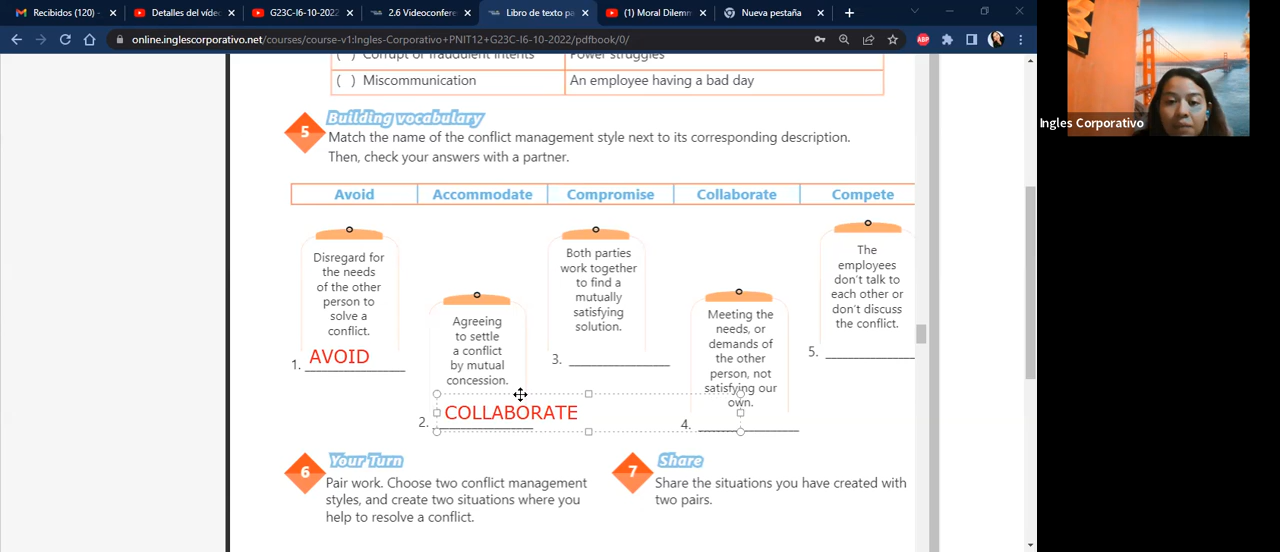 Recibidos (120) -
Detalles del víde
G23C-I6-10-2022
2.6 Videoconfere
Libro de texto pa
(1) Moral Dilemm
Nueva pestaña
online.inglescorporativo.net/courses/course-v1:Ingles-Corporativo+PNIT12+G23C-I6-10-2022/pdfbook/0/
ABP
Ingles Corporativo
( ) Corrupt or fraudulent intents
Power struggles
( ) Miscommunication
An employee having a bad day
5
Building vocabulary
Match the name of the conflict management style next to its corresponding description.
Then, check your answers with a partner.
Avoid
Accommodate
Compromise
Collaborate
Compete
Disregard for
the needs
of the other
person to
solve a
conflict.
1. AVOID
Agreeing
to settle
a conflict
by mutual
concession.
2. COLLABORATE
Both parties
work together
to find a
mutually
satisfying
solution.
3.
Meeting the
needs, or
demands of
the other
person, not
satisfying our
own.
4.
The
employees
don't talk to
each other or
don't discuss
the conflict.
5.
6
Your Turn
Pair work. Choose two conflict management
styles, and create two situations where you
help to resolve a conflict.
7
Share
Share the situations you have created with
two pairs.